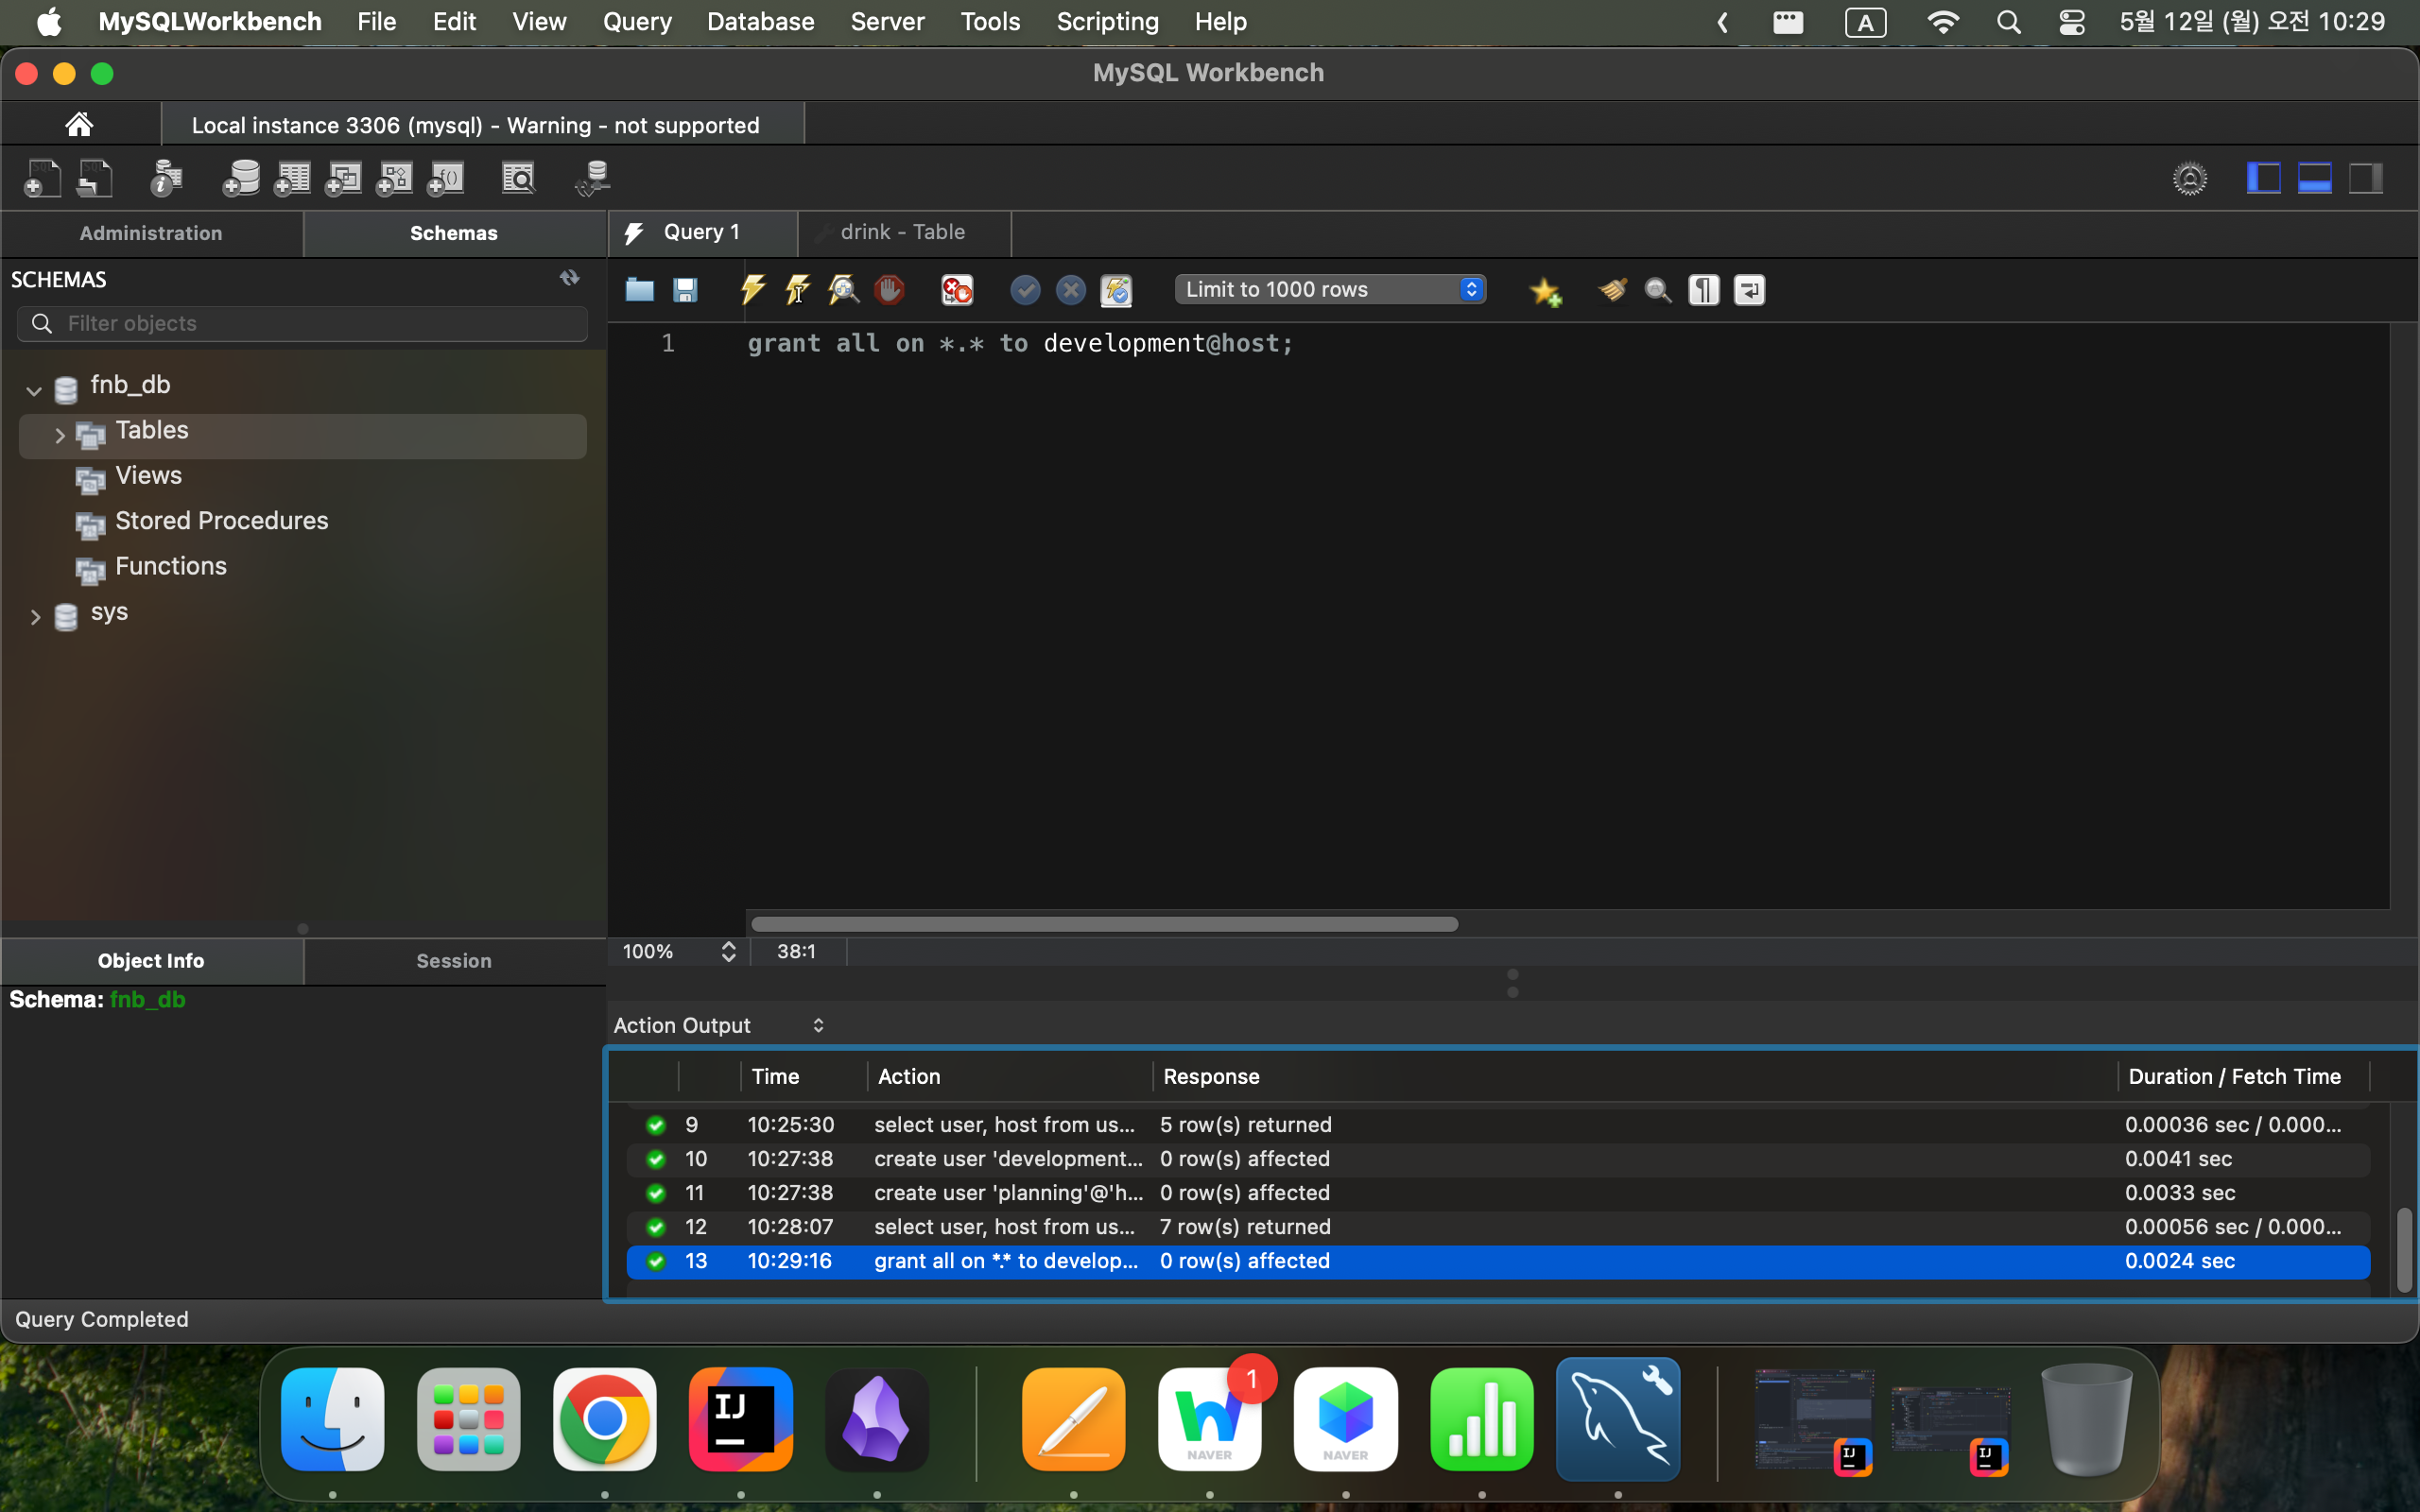 MySQLWorkbench File Edit View Query Database Server Tools Scripting Help A 5월 12일 (월) 오전 10:29
MySQL Workbench
Local instance 3306 (mysql) - Warning - not supported
Administration Schemas
Query 1 drink - Table
SCHEMAS
Filter objects
Limit to 1000 rows
1 grant all on *.* to development@host;
fnb_db
Tables
Views
Stored Procedures
Functions
sys
100% 38:1
Object Info Session
Schema: fnb_db
Action Output
Time Action Response Duration / Fetch Time
9 10:25:30 select user, host from us... 5 row(s) returned 0.00036 sec / 0.000...
10 10:27:38 create user 'development... 0 row(s) affected 0.0041 sec
11 10:27:38 create user 'planning'@'h... 0 row(s) affected 0.0033 sec
12 10:28:07 select user, host from us... 7 row(s) returned 0.00056 sec / 0.000...
13 10:29:16 grant all on *.* to develop... 0 row(s) affected 0.0024 sec
Query Completed
IJ
W
1
NAVER
NAVER
IJ
IJ